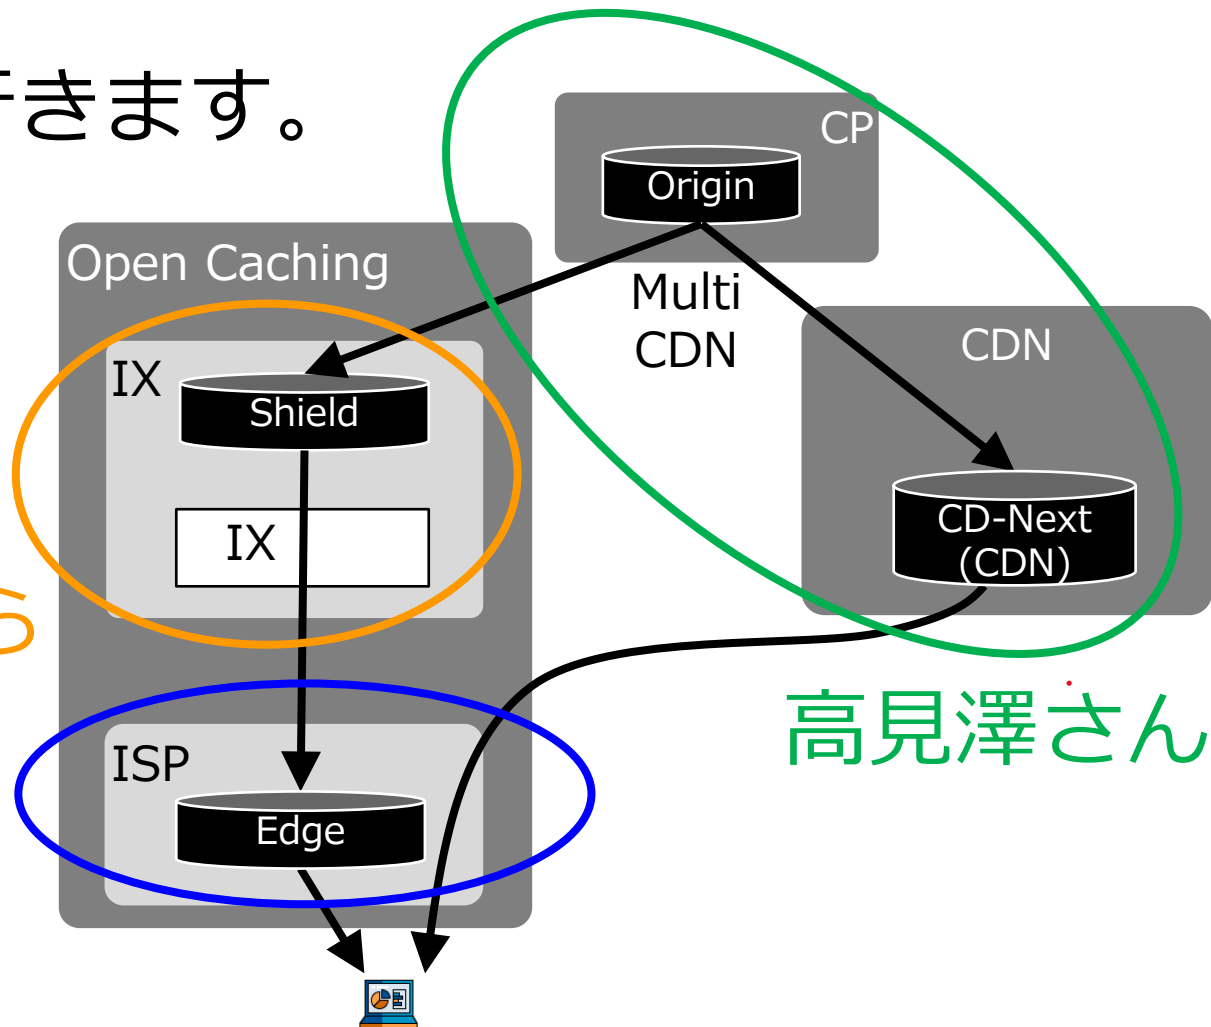 きます。
CP
Origin
Open Caching
Multi
CDN
CDN
IX
Shield
CD-Next
(CDN)
IX
高見澤さん
ISP
Edge